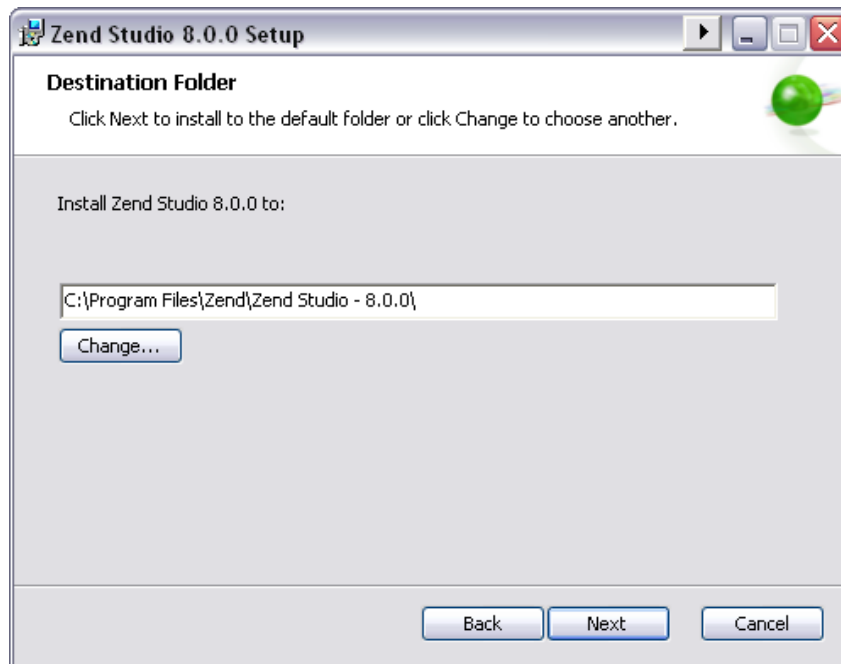 Zend Studio 8.0.0 Setup
Destination Folder
Click Next to install to the default folder or click Change to choose another.
Install Zend Studio 8.0.0 to:
C:\Program Files\Zend\Zend Studio - 8.0.0\
Change...
Back Next Cancel